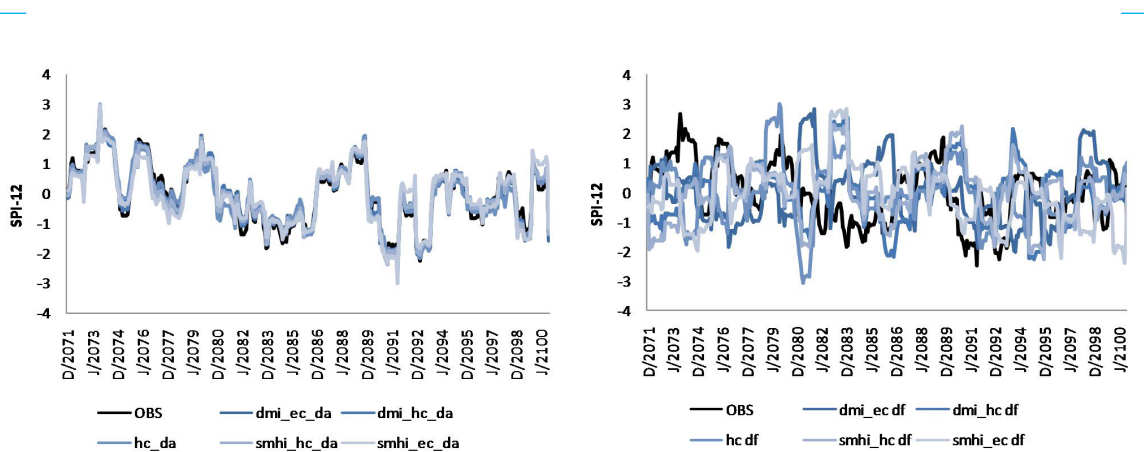 4
3
2
1
0
-1
-2
-3
-4
SPI-12
D/2071
J/2073
D/2074
J/2076
D/2077
J/2079
D/2080
J/2082
D/2083
J/2085
D/2086
J/2088
D/2089
J/2091
D/2092
J/2094
D/2095
J/2097
D/2098
J/2100
OBS dmi_ec_da dmi_hc_da
hc_da smhi_hc_da smhi_ec_da
4
3
2
1
0
-1
-2
-3
-4
SPI-12
D/2071
J/2073
D/2074
J/2076
D/2077
J/2079
D/2080
J/2082
D/2083
J/2085
D/2086
J/2088
D/2089
J/2091
D/2092
J/2094
D/2095
J/2097
D/2098
J/2100
OBS dmi_ec df dmi_hc df
hc df smhi_hc df smhi_ec df